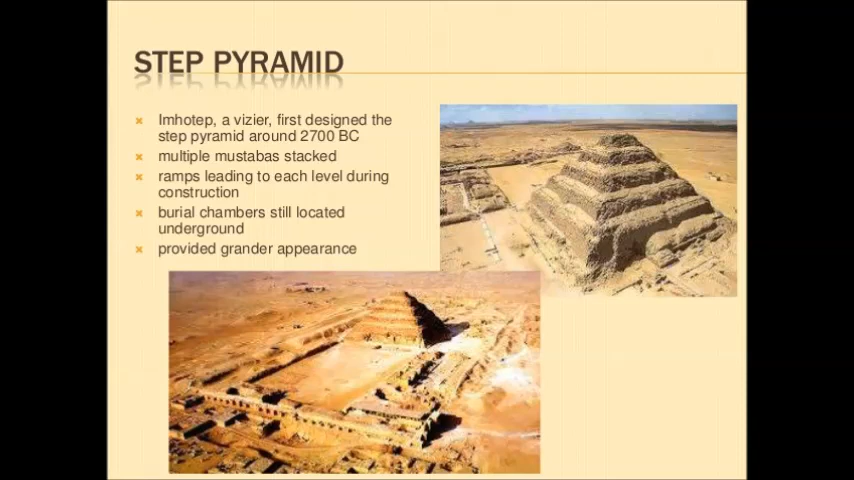 STEP PYRAMID
Imhotep, a vizier, first designed the
step pyramid around 2700 BC
multiple mustabas stacked
ramps leading to each level during
construction
burial chambers still located
underground
provided grander appearance